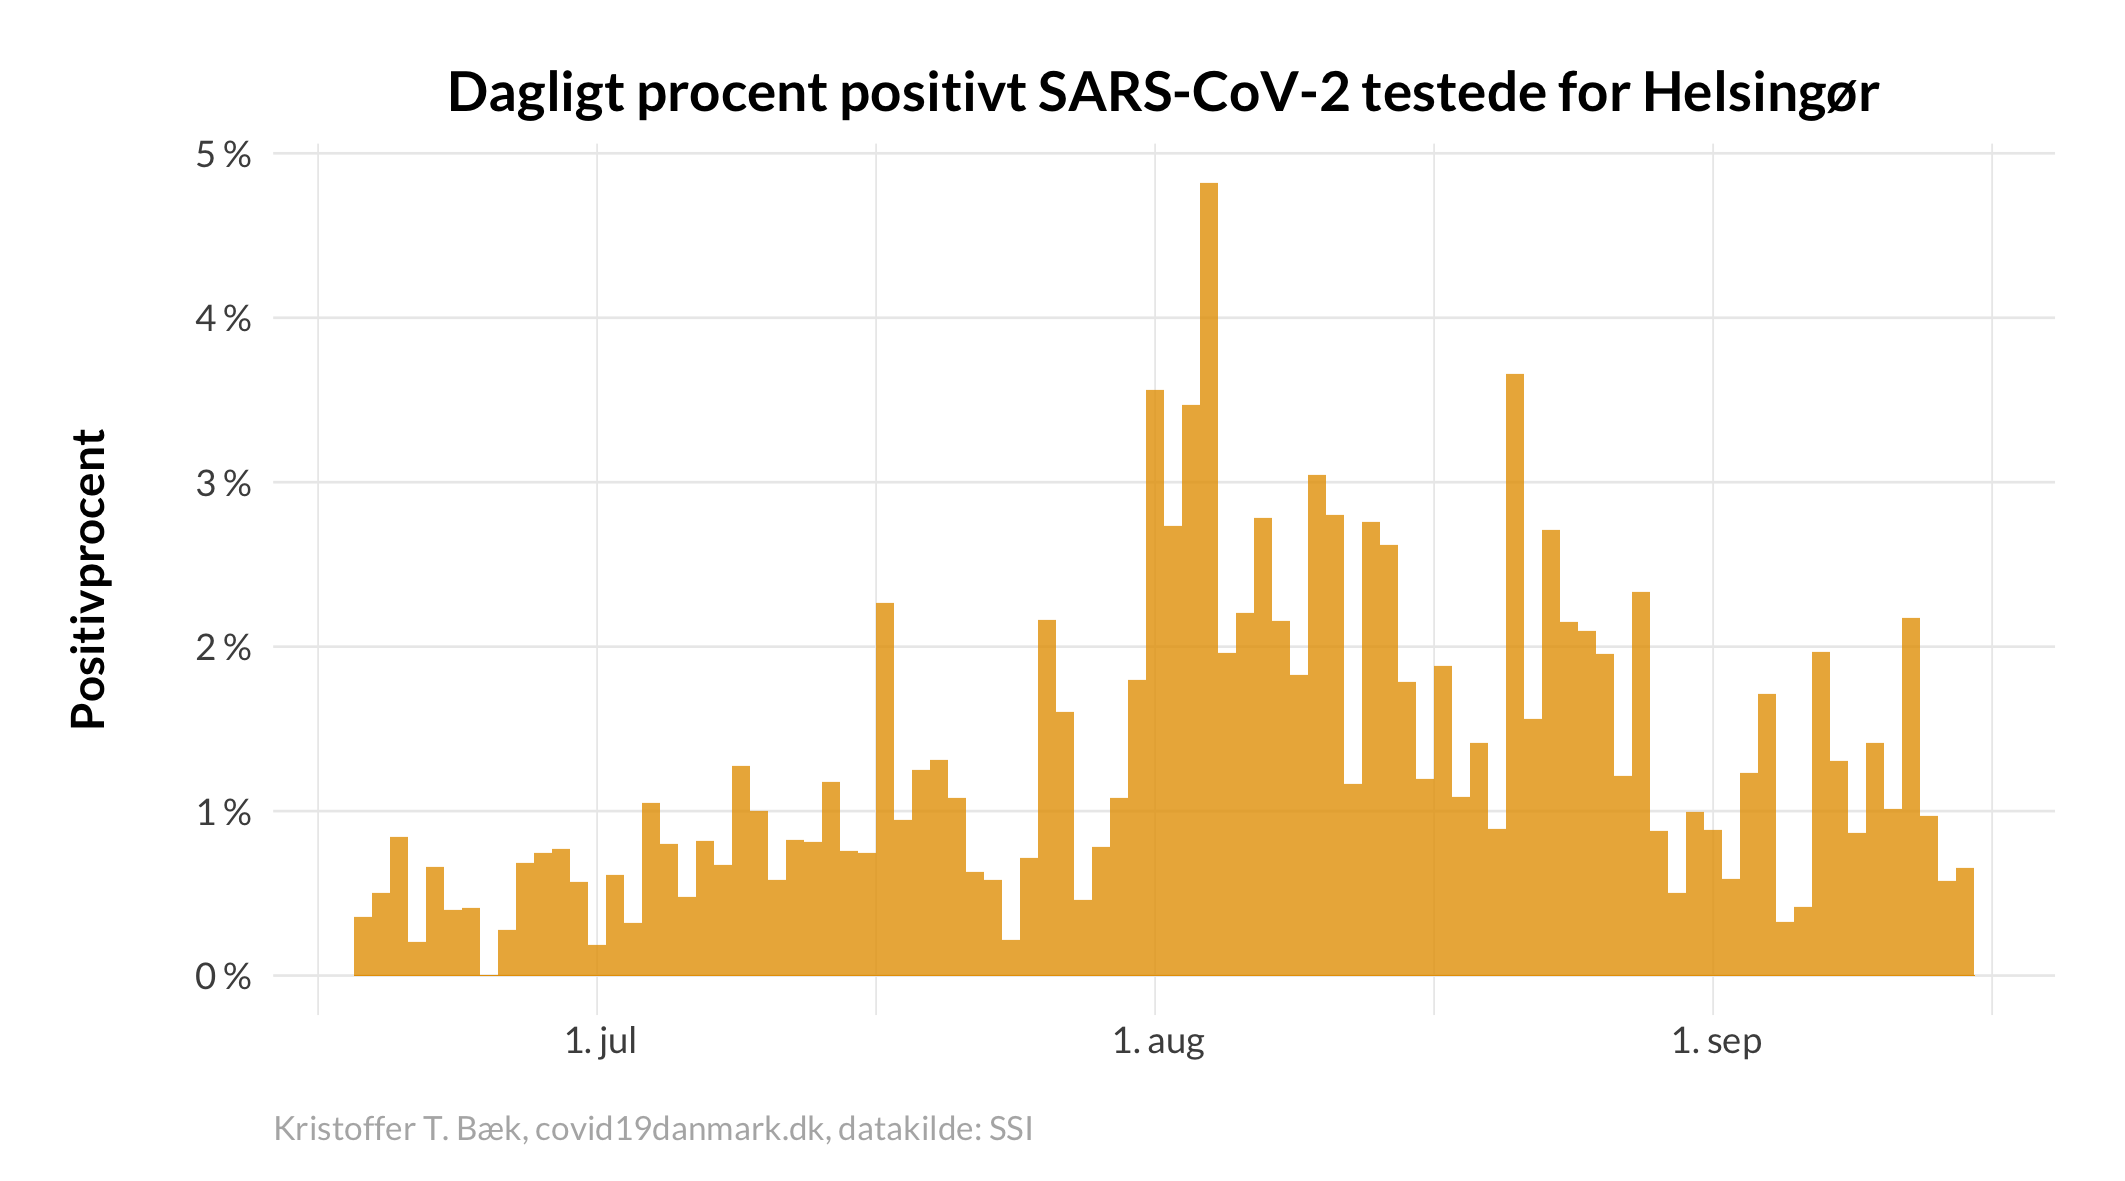 Dagligt procent positivt SARS-CoV-2 testede for Helsingør
Positivprocent
5 %
4 %
3 %
2 %
1 %
0 %
1. jul
1. aug
1. sep
Kristoffer T. Bæk, covid19danmark.dk, datakilde: SSI